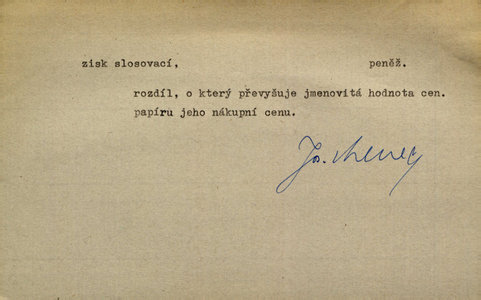 zisk slosovací, peněž.
rozdíl, o který převyšuje jmenovitá hodnota cen.
papíru jeho nákupní cenu.